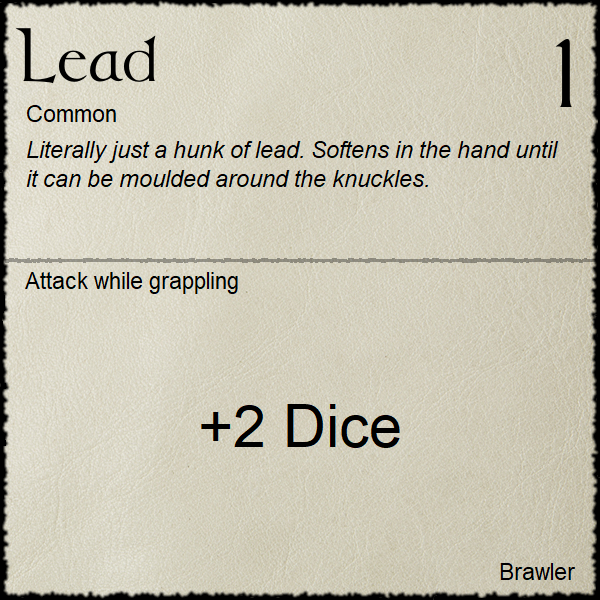 Lead
1
Common
Literally just a hunk of lead. Softens in the hand until
it can be moulded around the knuckles.
Attack while grappling
+2 Dice
Brawler